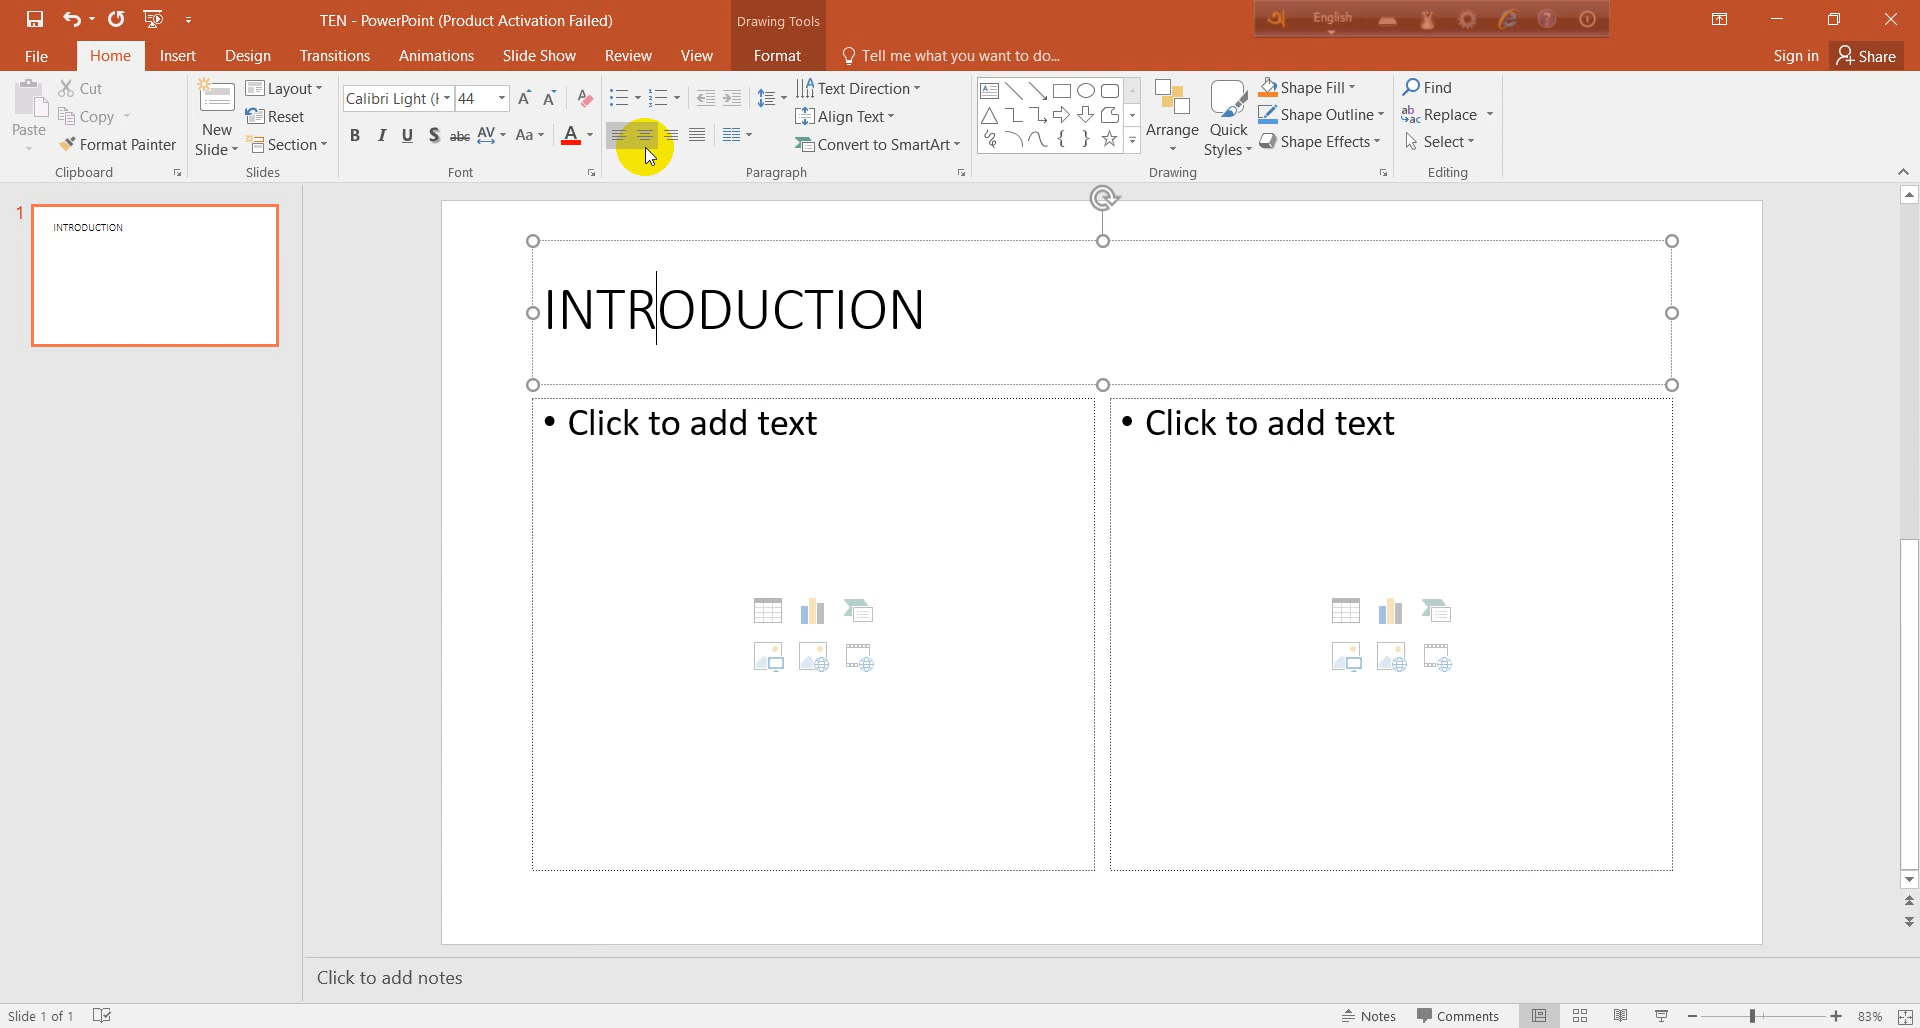 TEN - PowerPoint (Product Activation Failed)
Drawing Tools
English
File
Home
Insert
Design
Transitions
Animations
Slide Show
Review
View
Format
Tell me what you want to do...
Sign in
Share
Paste
Cut
Copy
Format Painter
Clipboard
New Slide
Layout
Reset
Section
Slides
Calibri Light (
44
B I U S abc AV Aa A
Font
Text Direction
Align Text
Convert to SmartArt
Paragraph
Arrange
Quick Styles
Shape Fill
Shape Outline
Shape Effects
Drawing
Find
Replace
Select
Editing
1
INTRODUCTION
INTRODUCTION
• Click to add text
• Click to add text
Click to add notes
Slide 1 of 1
Notes
Comments
83%